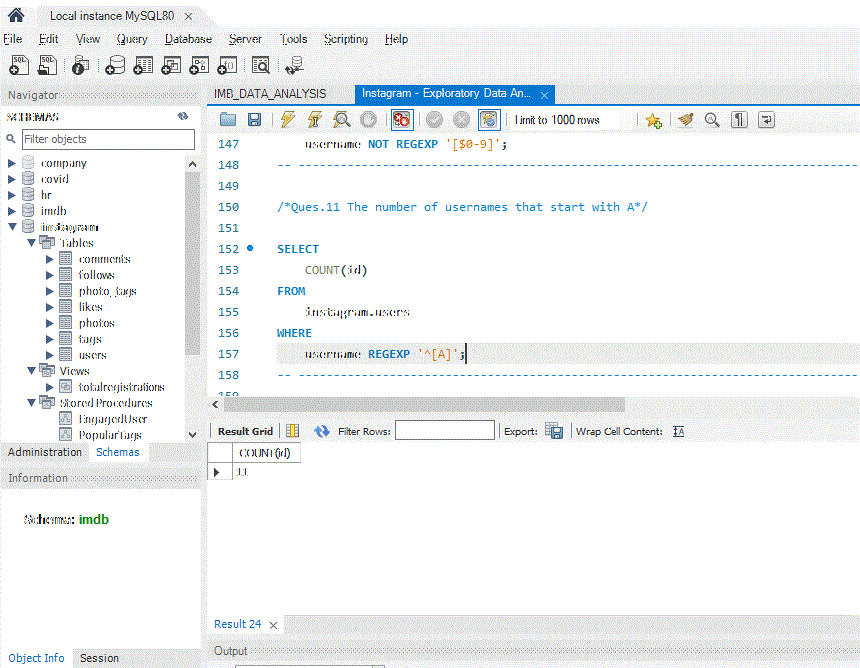 Local instance MySQL80
File Edit View Query Database Server Tools Scripting Help
Navigator
SCHEMAS
Filter objects
company
covid
hr
imdb
instagram
Tables
comments
follows
photo_tags
likes
photos
tags
users
Views
totalregistrations
Stored Procedures
EngagedUser
PopularTags
Administration Schemas
Information
Schema: imdb
Object Info Session
IMB_DATA_ANALYSIS Instagram - Exploratory Data An...
Limit to 1000 rows
147 username NOT REGEXP '[$0-9]';
148 -- ----------------------------------------------------------------------------------
149
150 /*Ques.11 The number of usernames that start with A*/
151
152 SELECT
153 COUNT(id)
154 FROM
155 instagram.users
156 WHERE
157 username REGEXP '^[A]';
158 -- ----------------------------------------------------------------------------------
159
Result Grid Filter Rows: Export: Wrap Cell Content:
COUNT(id)
11
Result 24
Output